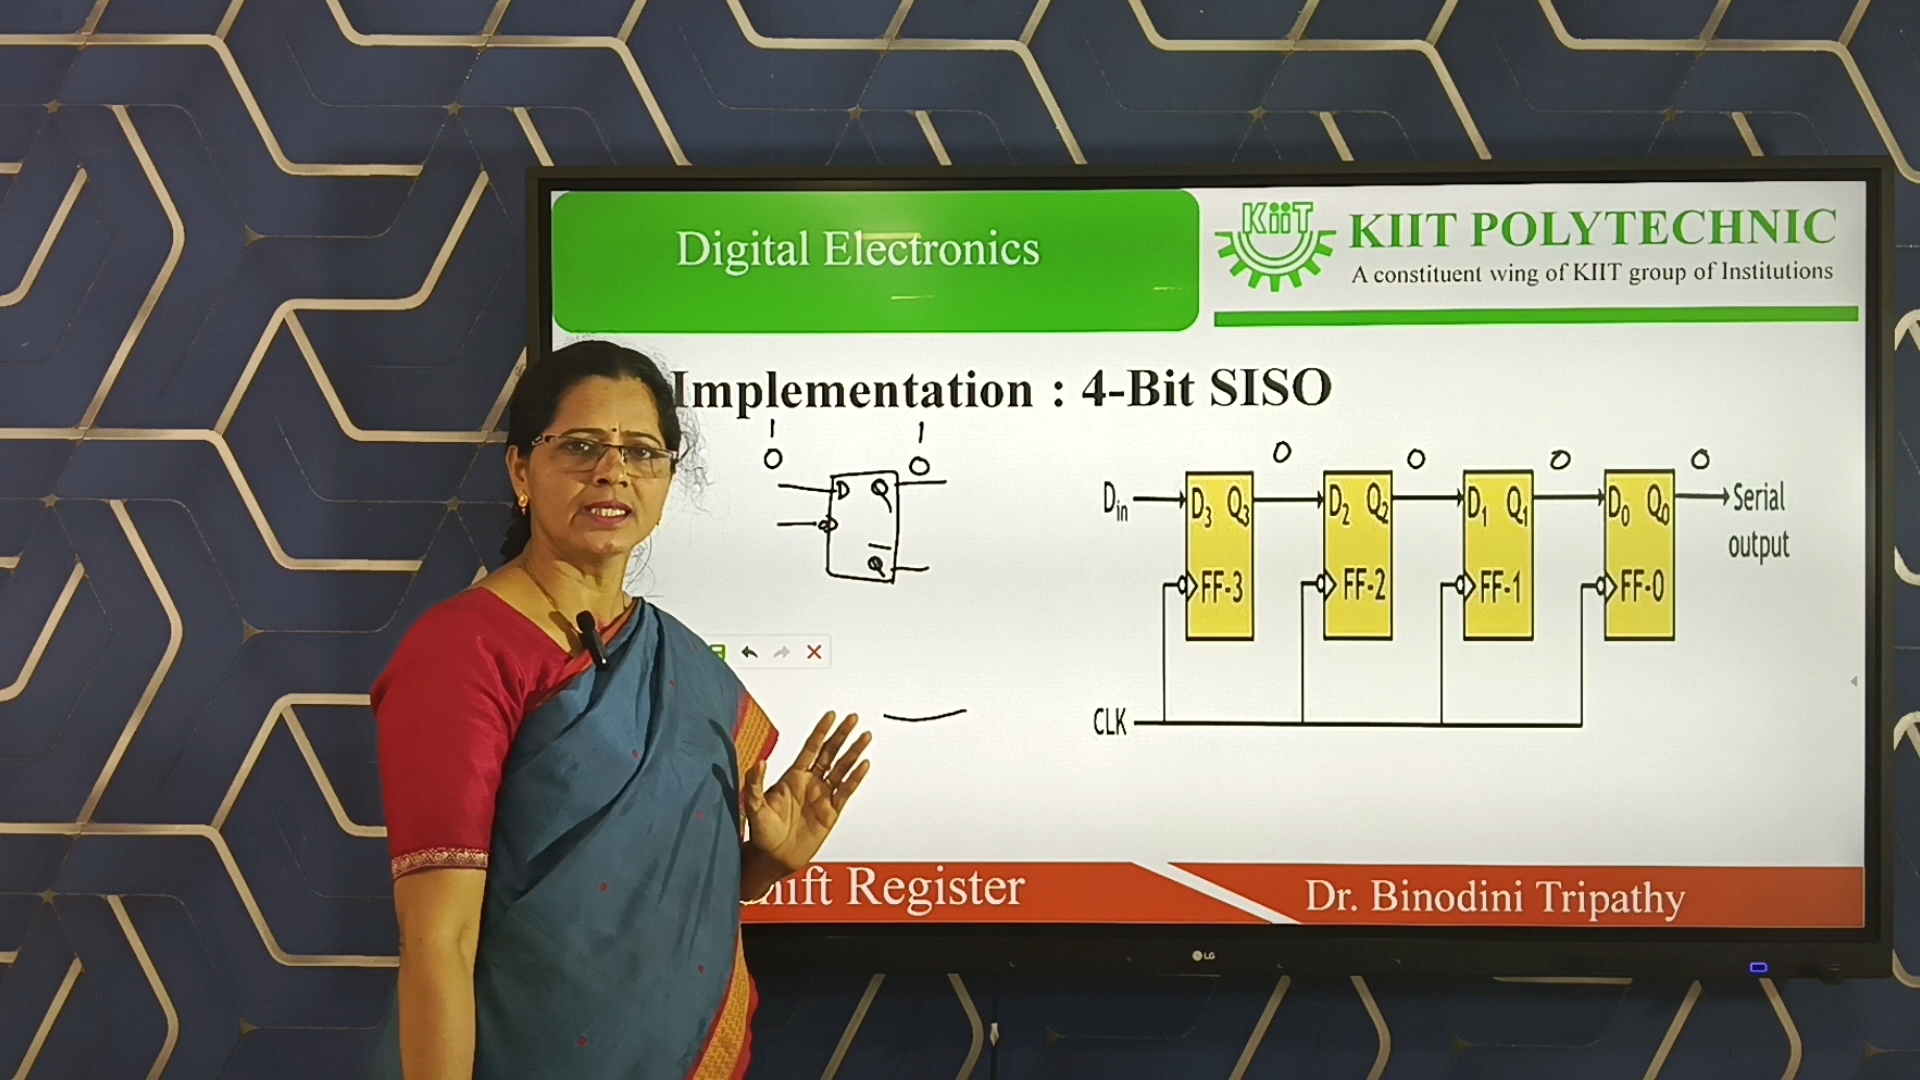 Digital Electronics
KiiT
KIIT POLYTECHNIC
A constituent wing of KIIT group of Institutions
Implementation : 4-Bit SISO
1 1
0 0
D Q
Q̅
0 0 0 0
Din D3 Q3 D2 Q2 D1 Q1 D0 Q0 Serial
output
FF-3 FF-2 FF-1 FF-0
CLK
hift Register
Dr. Binodini Tripathy
LG